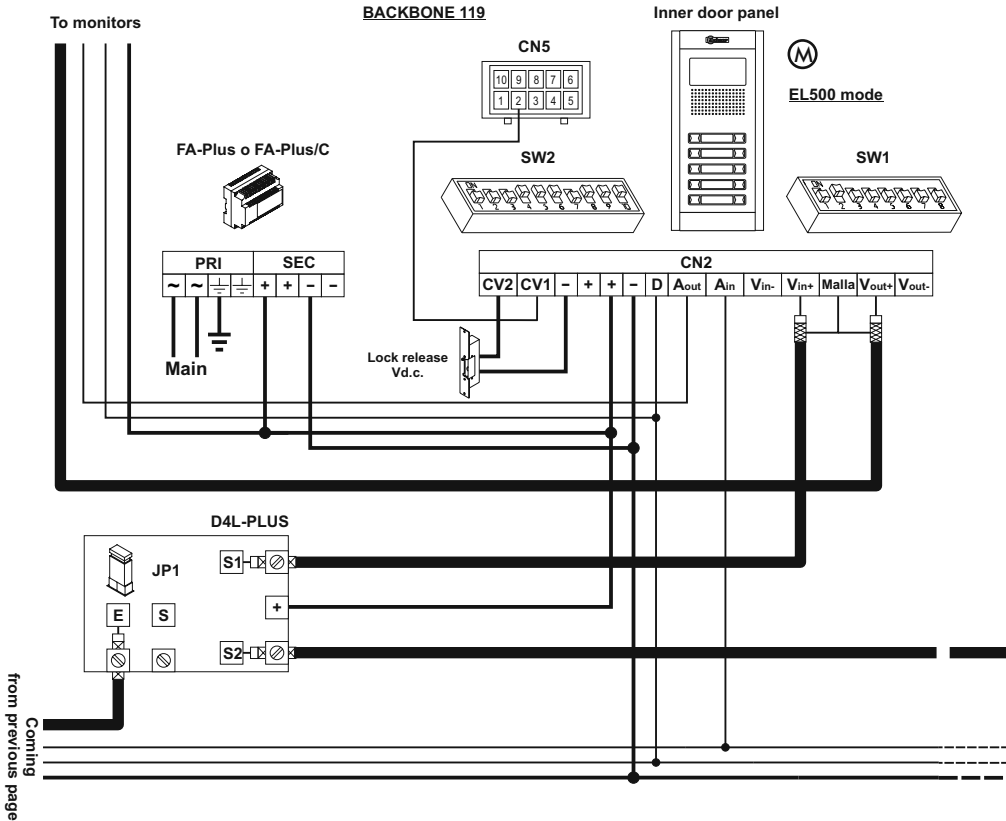 To monitors
BACKBONE 119
Inner door panel
CN5
10 9 8 7 6
1 2 3 4 5
M
EL500 mode
FA-Plus o FA-Plus/C
SW2
SW1
PRI SEC
~ ~ + + – –
Main
CN2
CV2 CV1 – + + – D Aout Ain Vin- Vin+ Malla Vout+ Vout-
Lock release
Vd.c.
D4L-PLUS
JP1
S1
E S
+
S2
Coming
from previous page